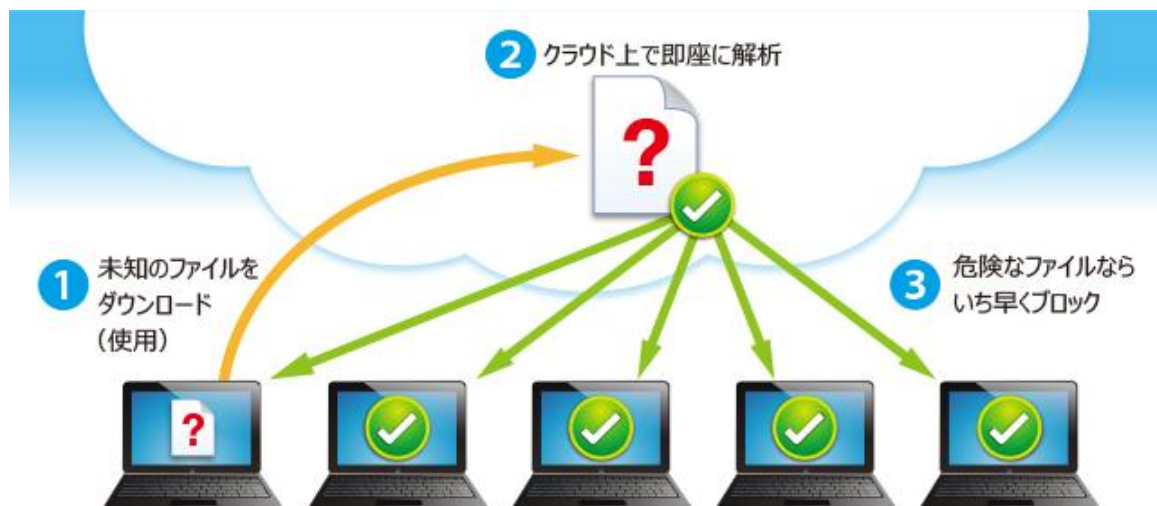 2 クラウド上で即座に解析
?
1 未知のファイルを
ダウンロード
（使用）
3 危険なファイルなら
いち早くブロック
?